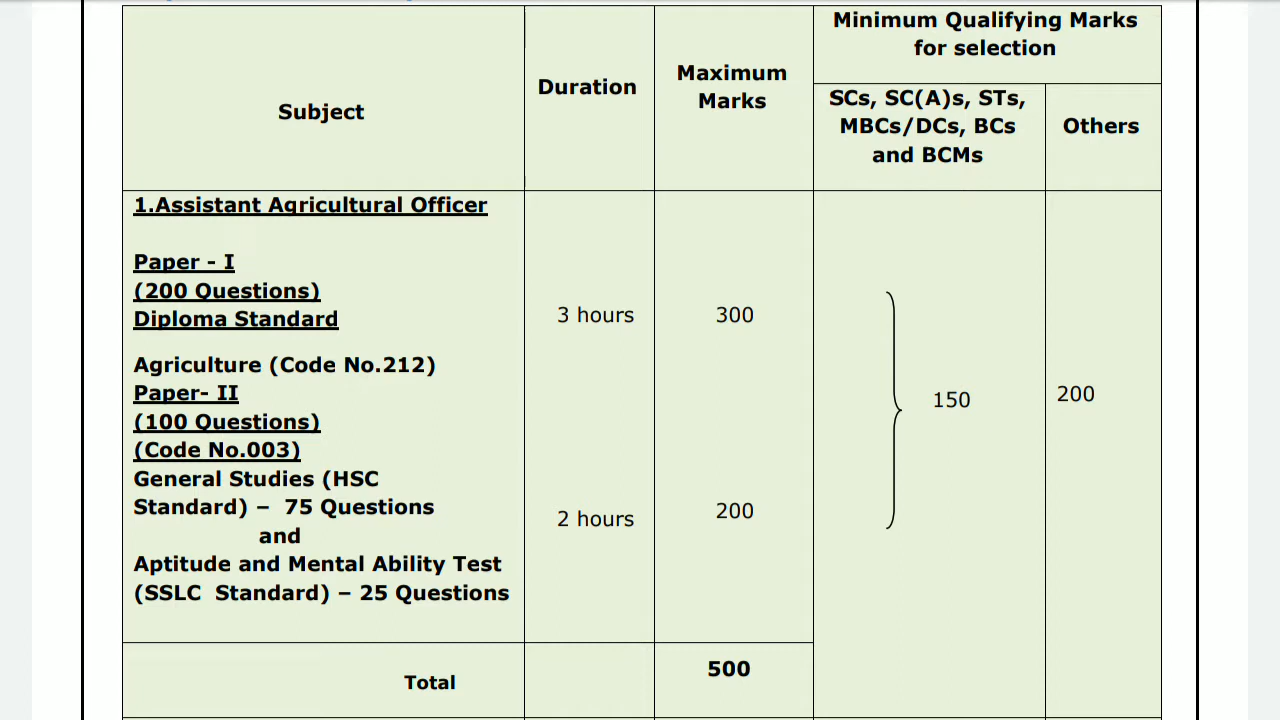 Subject
Duration
Maximum
Marks
Minimum Qualifying Marks
for selection
SCs, SC(A)s, STs,
MBCs/DCs, BCs
and BCMs
Others
1.Assistant Agricultural Officer
Paper - I
(200 Questions)
Diploma Standard
Agriculture (Code No.212)
3 hours
300
Paper- II
(100 Questions)
(Code No.003)
General Studies (HSC
Standard) – 75 Questions
and
Aptitude and Mental Ability Test
(SSLC Standard) – 25 Questions
2 hours
200
150
200
Total
500